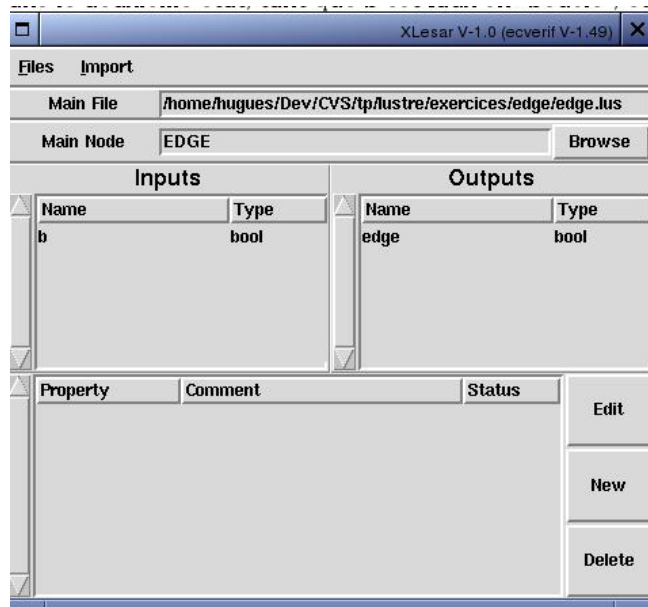 XLesar V-1.0 (ecverif V-1.49)
Files Import
Main File /home/hugues/Dev/CVS/tp/lustre/exercices/edge/edge.lus
Main Node EDGE Browse
Inputs Outputs
Name Type Name Type
b bool edge bool
Property Comment Status
Edit
New
Delete